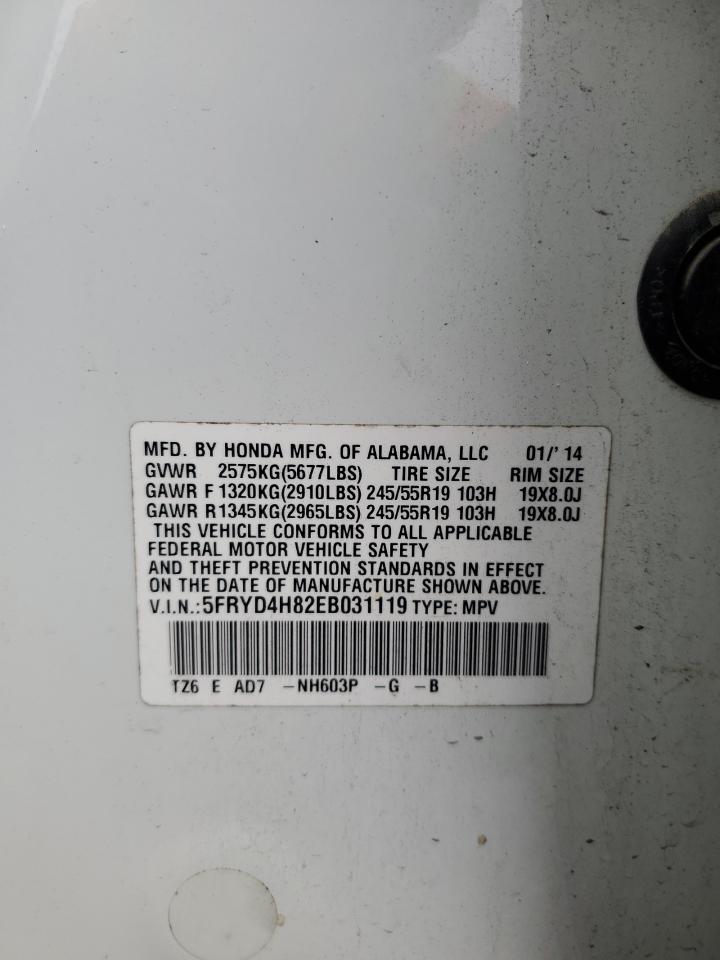 MFD. BY HONDA MFG. OF ALABAMA, LLC 01/'14
GVWR 2575KG(5677LBS) TIRE SIZE RIM SIZE
GAWR F 1320KG(2910LBS) 245/55R19 103H 19X8.0J
GAWR R 1345KG(2965LBS) 245/55R19 103H 19X8.0J
THIS VEHICLE CONFORMS TO ALL APPLICABLE
FEDERAL MOTOR VEHICLE SAFETY
AND THEFT PREVENTION STANDARDS IN EFFECT
ON THE DATE OF MANUFACTURE SHOWN ABOVE.
V.I.N.: 5FRYD4H82EB031119 TYPE: MPV
TZ6 E AD7 -NH603P -G -B